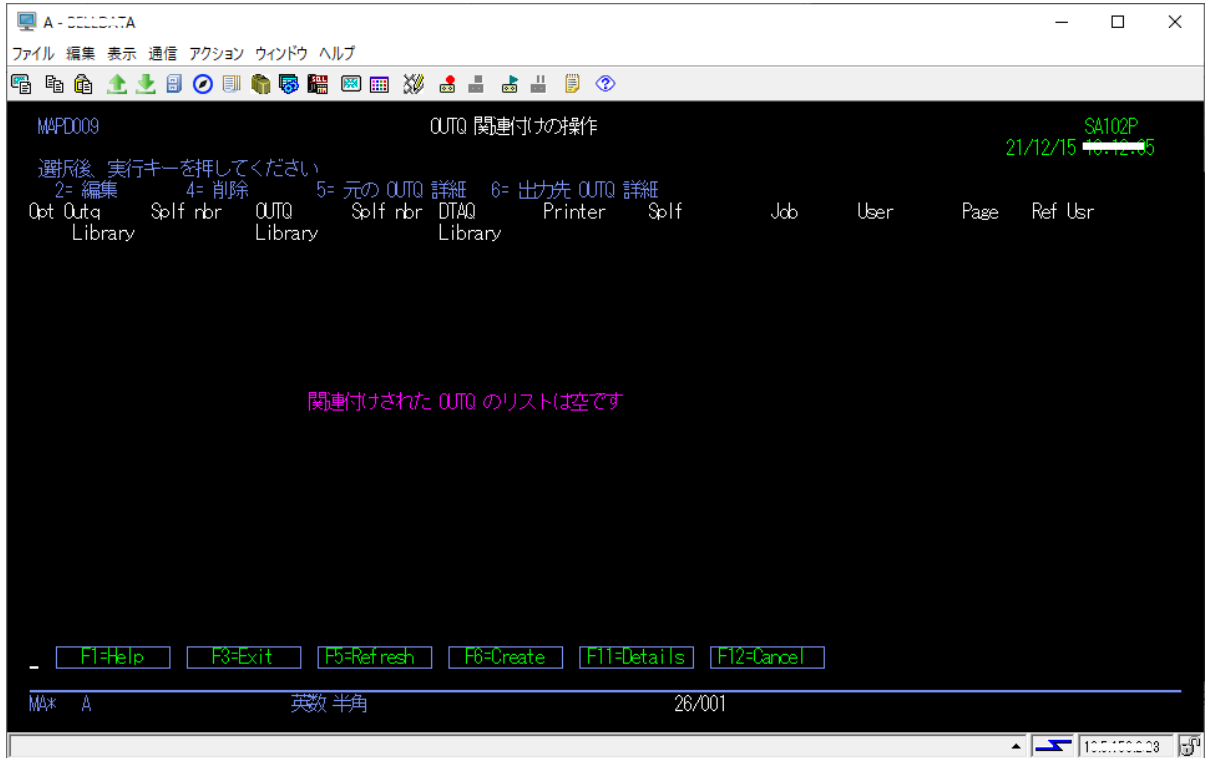 A -
ファイル 編集 表示 通信 アクション ウィンドウ ヘルプ
MAPD009 OUTQ 関連付けの操作 SA102P
21/12/15
選択後、実行キーを押してください
2= 編集 4= 削除 5= 元の OUTQ 詳細 6= 出力先 OUTQ 詳細
Opt Outq Splf nbr OUTQ Splf nbr DTAQ Printer Splf Job User Page Ref Usr
Library Library Library
関連付けされた OUTQ のリストは空です
F1=Help F3=Exit F5=Refresh F6=Create F11=Details F12=Cancel
MA* A 英数 半角 26/001